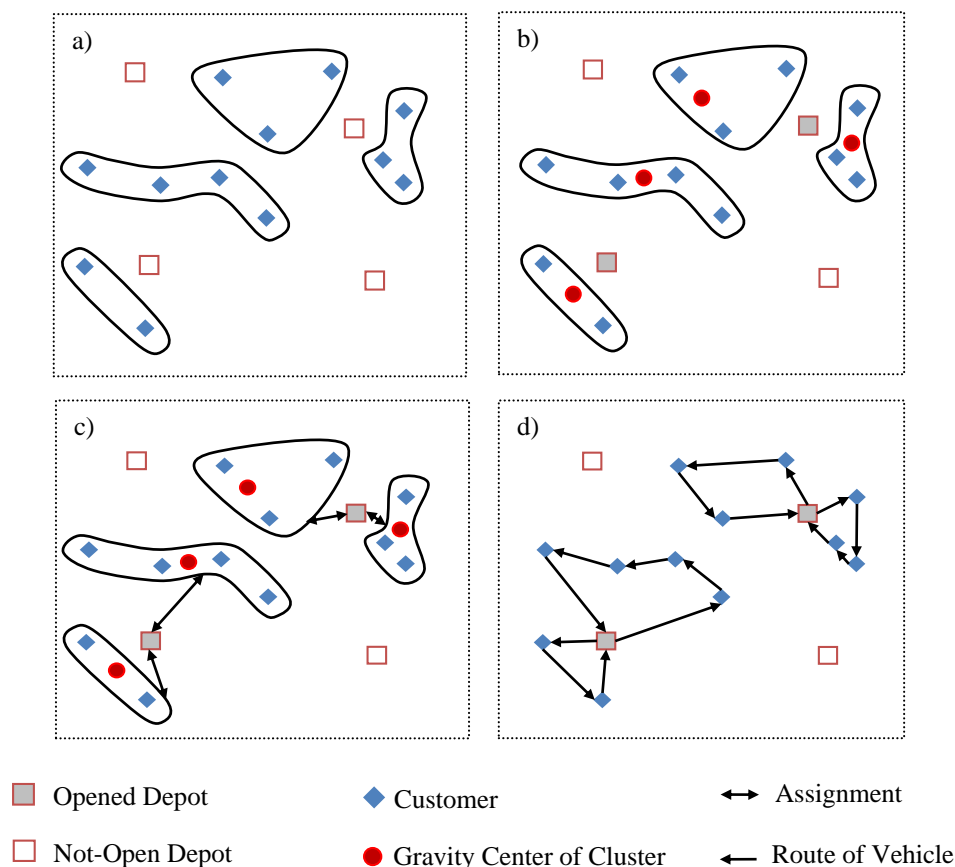 a)
b)
c)
d)
Opened Depot
Customer
Assignment
Not-Open Depot
Gravity Center of Cluster
Route of Vehicle